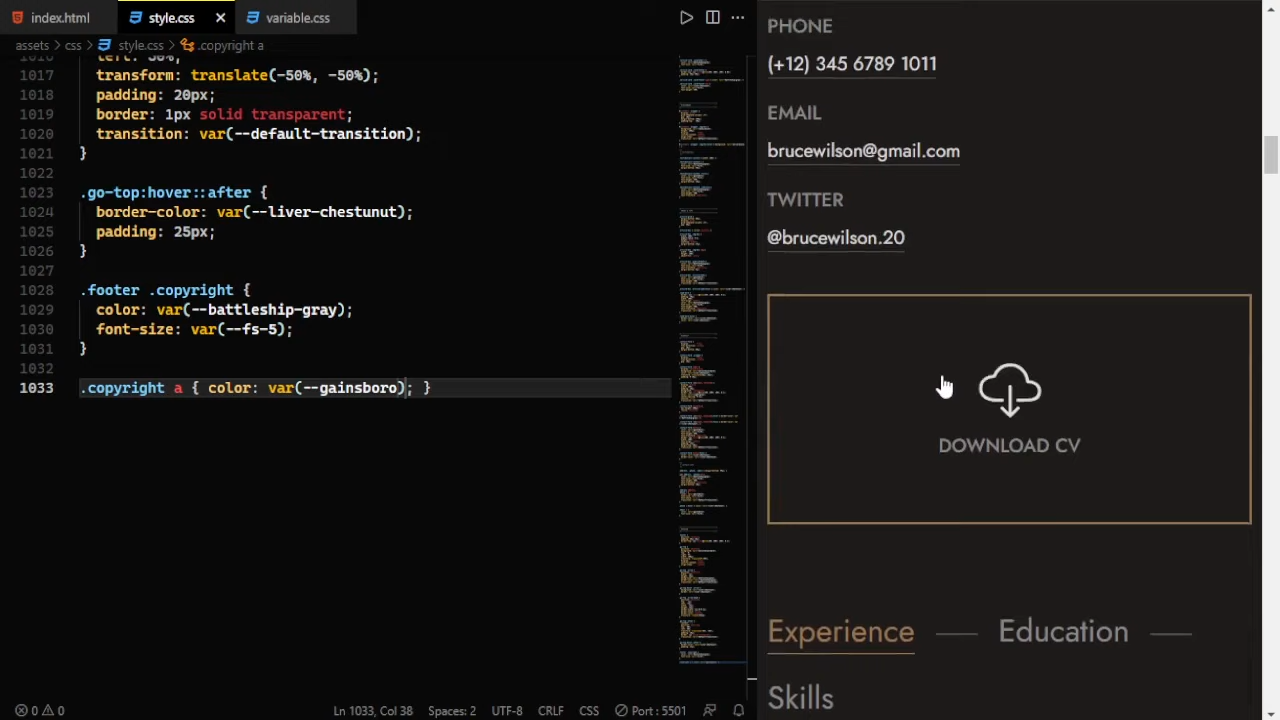 index.html
style.css
variable.css
assets > css > style.css > .copyright a
1016 left: 50%;
1017 transform: translate(-50%, -50%);
1018 padding: 20px;
1019 border: 1px solid transparent;
1020 transition: var(--default-transition);
1021 }
1022
1023 .go-top:hover::after {
1024 border-color: var(--liver-chestunut);
1025 padding: 25px;
1026 }
1027
1028 .footer .copyright {
1029 color: var(--battleship-gray);
1030 font-size: var(--fs-5);
1031 }
1032
1033 .copyright a { color: var(--gainsboro); }
0 0
Ln 1033, Col 38
Spaces: 2
UTF-8
CRLF
CSS
Port : 5501
PHONE
(+12) 345 6789 1011
EMAIL
brucewilson@gmail.com
TWITTER
@brucewilson.20
DOWNLOAD CV
Experience
Education
Skills